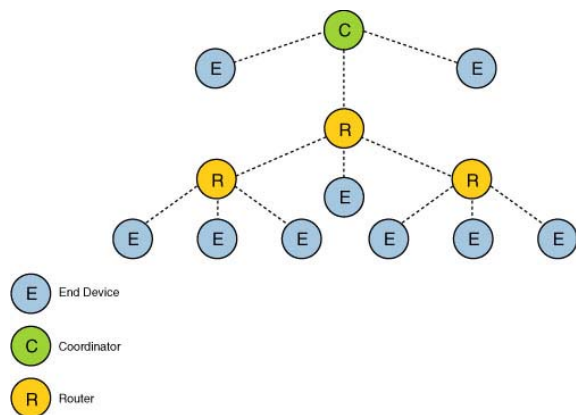 C
E E
R
R R
E
E E E E E E
E End Device
C Coordinator
R Router